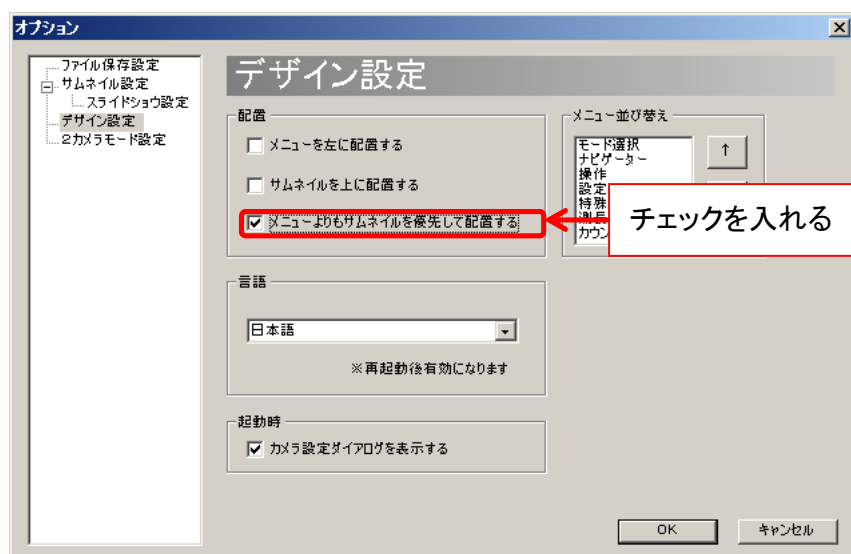 オプション
ファイル保存設定
サムネイル設定
スライドショウ設定
デザイン設定
2カメラモード設定
デザイン設定
配置
メニューを左に配置する
サムネイルを上に配置する
メニューよりもサムネイルを優先して配置する
メニュー並び替え
モード選択
ナビゲーター
操作
設定
特殊
測長
カウン
↑
チェックを入れる
言語
日本語
※再起動後有効になります
起動時
カメラ設定ダイアログを表示する
OK
キャンセル